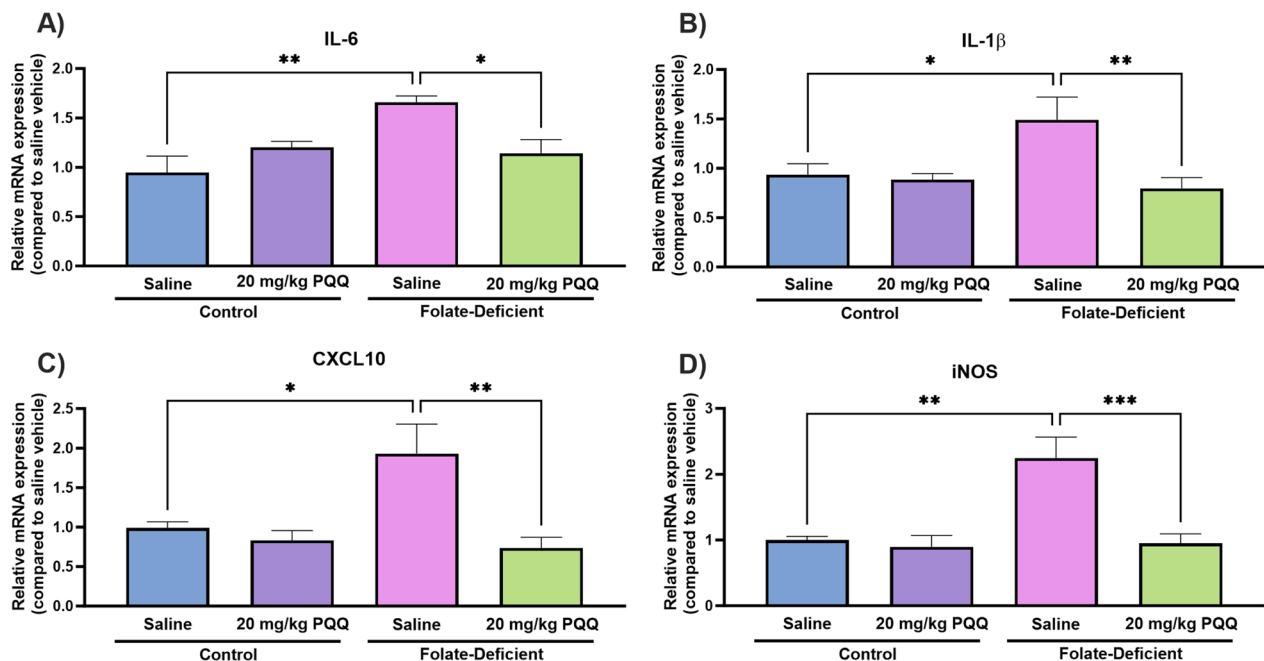 A)
IL-6
** *
Relative mRNA expression
(compared to saline vehicle)
2.0
1.5
1.0
0.5
0.0
Saline 20 mg/kg PQQ Saline 20 mg/kg PQQ
Control Folate-Deficient
B)
IL-1β
* **
Relative mRNA expression
(compared to saline vehicle)
2.0
1.5
1.0
0.5
0.0
Saline 20 mg/kg PQQ Saline 20 mg/kg PQQ
Control Folate-Deficient
C)
CXCL10
* **
Relative mRNA expression
(compared to saline vehicle)
2.5
2.0
1.5
1.0
0.5
0.0
Saline 20 mg/kg PQQ Saline 20 mg/kg PQQ
Control Folate-Deficient
D)
iNOS
** ***
Relative mRNA expression
(compared to saline vehicle)
3
2
1
0
Saline 20 mg/kg PQQ Saline 20 mg/kg PQQ
Control Folate-Deficient